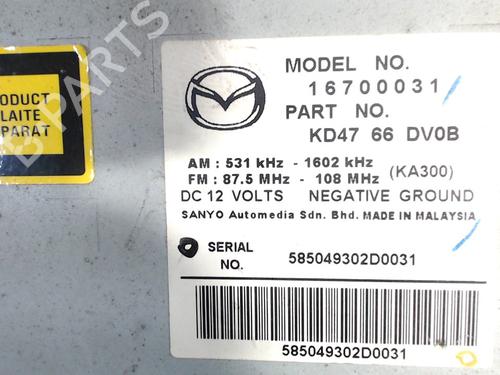 B-PARTS
PRODUCT
LAITE
PARAT
MODEL NO.
16700031
PART NO.
KD47 66 DV0B
AM : 531 kHz - 1602 kHz
FM : 87.5 MHz - 108 MHz (KA300)
DC 12 VOLTS NEGATIVE GROUND
SANYO Automedia Sdn. Bhd. MADE IN MALAYSIA
SERIAL NO. 585049302D0031
585049302D0031